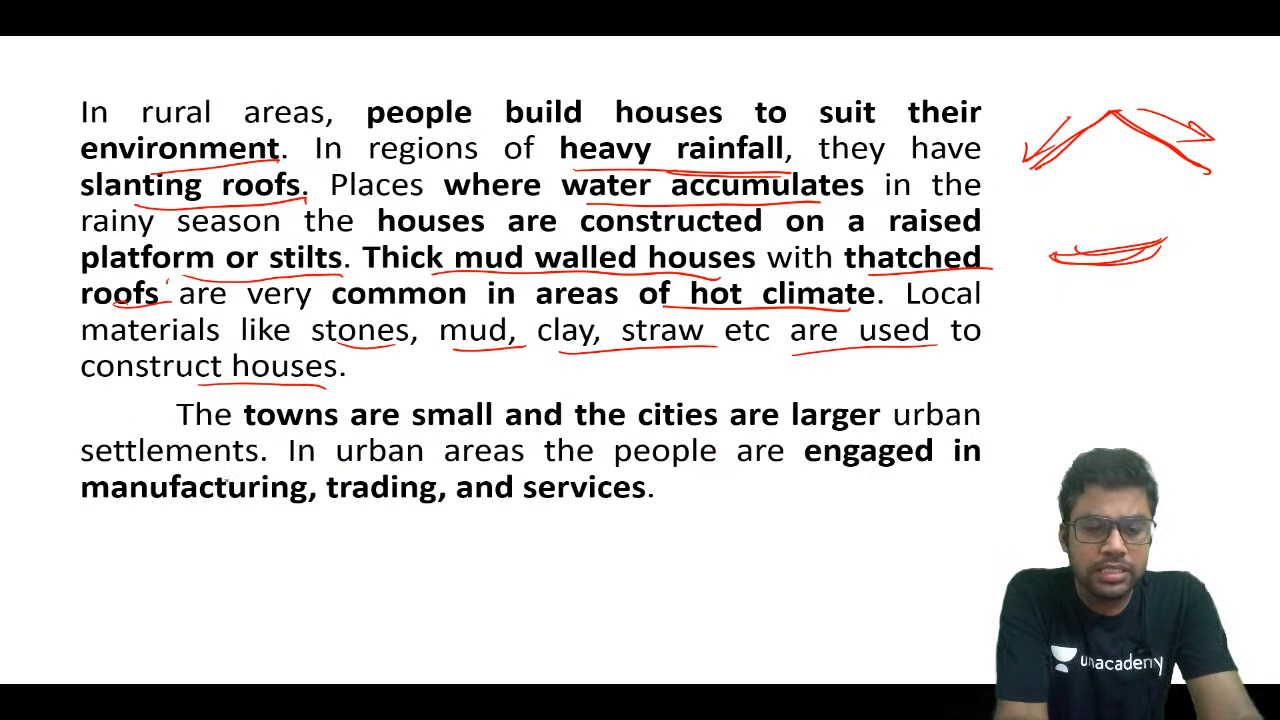 In rural areas, people build houses to suit their
environment. In regions of heavy rainfall, they have
slanting roofs. Places where water accumulates in the
rainy season the houses are constructed on a raised
platform or stilts. Thick mud walled houses with thatched
roofs are very common in areas of hot climate. Local
materials like stones, mud, clay, straw etc are used to
construct houses.
The towns are small and the cities are larger urban
settlements. In urban areas the people are engaged in
manufacturing, trading, and services.
unacademy